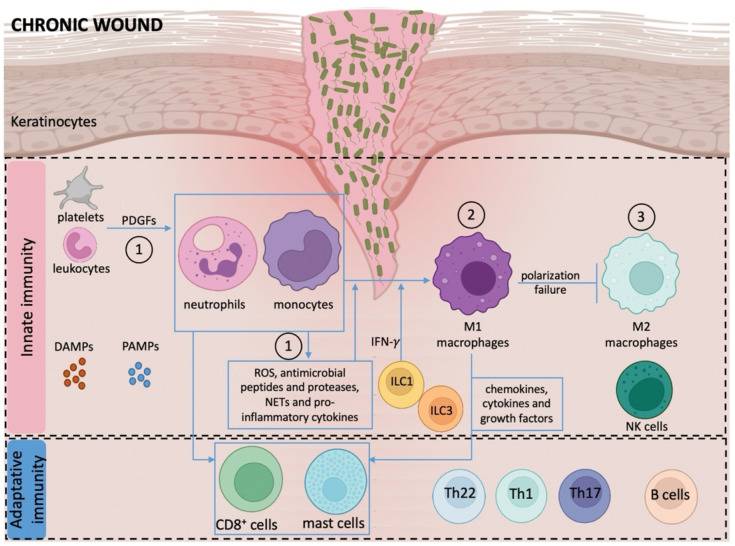 CHRONIC WOUND
Keratinocytes
Innate immunity
platelets
PDGFs
1
leukocytes
neutrophils
monocytes
2
M1
macrophages
polarization
failure
3
M2
macrophages
DAMPs
PAMPs
1
ROS, antimicrobial
peptides and proteases,
NETs and pro-
inflammatory cytokines
IFN-γ
ILC1
ILC3
chemokines,
cytokines and
growth factors
NK cells
Adaptative
immunity
CD8⁺ cells
mast cells
Th22
Th1
Th17
B cells